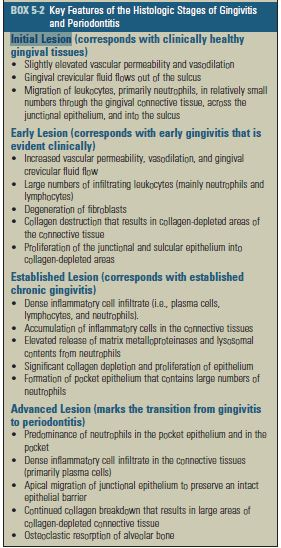 BOX 5-2 Key Features of the Histologic Stages of Gingivitis
and Periodontitis
Initial Lesion (corresponds with clinically healthy
gingival tissues)
• Slightly elevated vascular permeability and vasodilation
• Gingival crevicular fluid flows out of the sulcus
• Migration of leukocytes, primarily neutrophils, in relatively small
numbers through the gingival connective tissue, across the
junctional epithelium, and into the sulcus
Early Lesion (corresponds with early gingivitis that is
evident clinically)
• Increased vascular permeability, vasodilation, and gingival
crevicular fluid flow
• Large numbers of infiltrating leukocytes (mainly neutrophils and
lymphocytes)
• Degeneration of fibroblasts
• Collagen destruction that results in collagen-depleted areas of
the connective tissue
• Proliferation of the junctional and sulcular epithelium into
collagen-depleted areas
Established Lesion (corresponds with established
chronic gingivitis)
• Dense inflammatory cell infiltrate (i.e., plasma cells,
lymphocytes, and neutrophils).
• Accumulation of inflammatory cells in the connective tissues
• Elevated release of matrix metalloproteinases and lysosomal
contents from neutrophils
• Significant collagen depletion and proliferation of epithelium
• Formation of pocket epithelium that contains large numbers of
neutrophils
Advanced Lesion (marks the transition from gingivitis
to periodontitis)
• Predominance of neutrophils in the pocket epithelium and in the
pocket
• Dense inflammatory cell infiltrate in the connective tissues
(primarily plasma cells)
• Apical migration of junctional epithelium to preserve an intact
epithelial barrier
• Continued collagen breakdown that results in large areas of
collagen-depleted connective tissue
• Osteoclastic resorption of alveolar bone